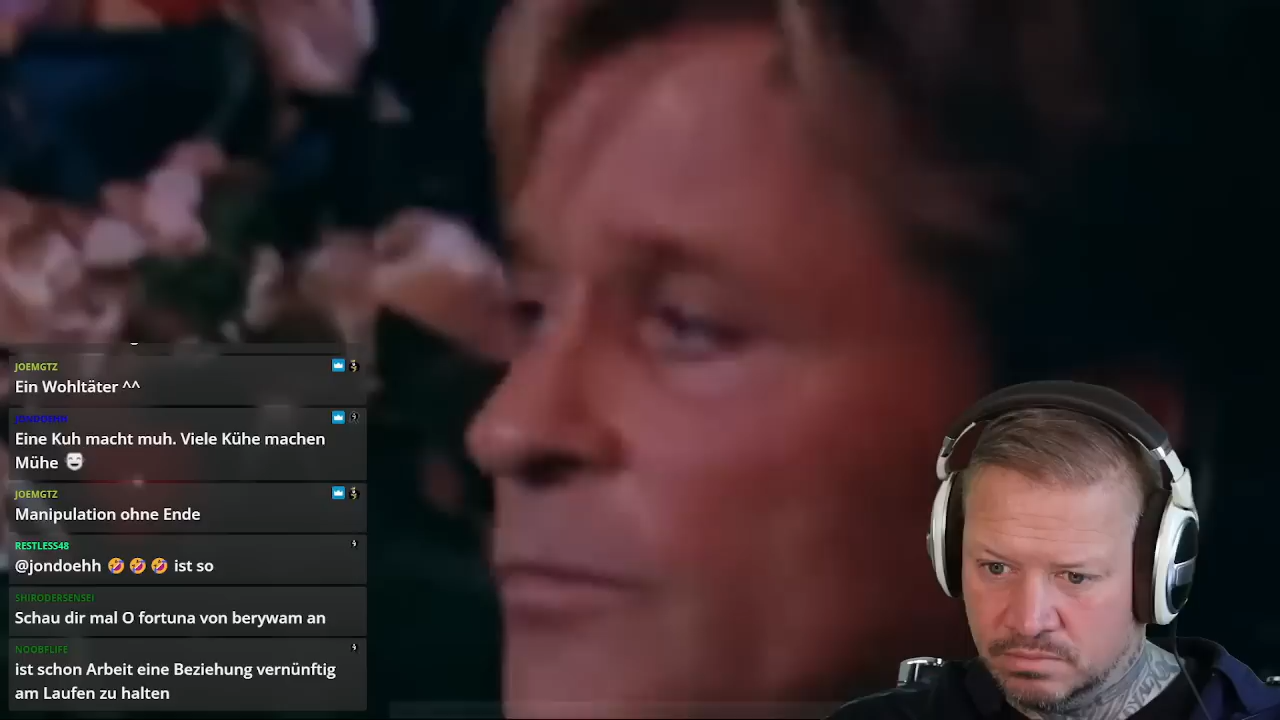 JOEMGTZ
Ein Wohltäter ^^
JONDOEHH
Eine Kuh macht muh. Viele Kühe machen
Mühe
JOEMGTZ
Manipulation ohne Ende
RESTLESS48
@jondoehh 🤣 🤣 🤣 ist so
SHIRODERSENSEI
Schau dir mal O fortuna von berywam an
NOOBFLIFE
ist schon Arbeit eine Beziehung vernünftig
am Laufen zu halten